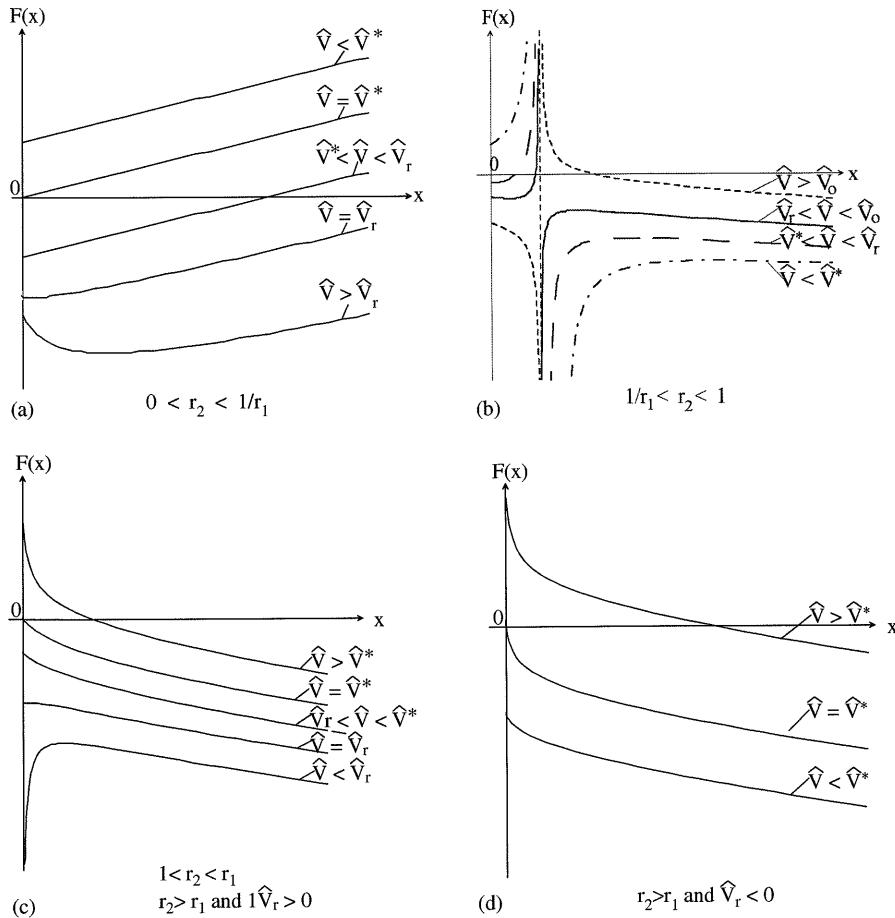 F(x)
V̂ < V̂*
V̂ = V̂*
V̂* < V̂ < V̂r
0
x
V̂ = V̂r
V̂ > V̂r
(a)
0 < r2 < 1/r1
F(x)
0
x
V̂ > V̂o
V̂r < V̂ < V̂o
V̂* < V̂ < V̂r
V̂ < V̂*
(b)
1/r1 < r2 < 1
F(x)
0
x
V̂ > V̂*
V̂ = V̂*
V̂r < V̂ < V̂*
V̂ = V̂r
V̂ < V̂r
1 < r2 < r1
(c)
r2 > r1 and 1V̂r > 0
F(x)
0
x
V̂ > V̂*
V̂ = V̂*
V̂ < V̂*
(d)
r2 > r1 and V̂r < 0